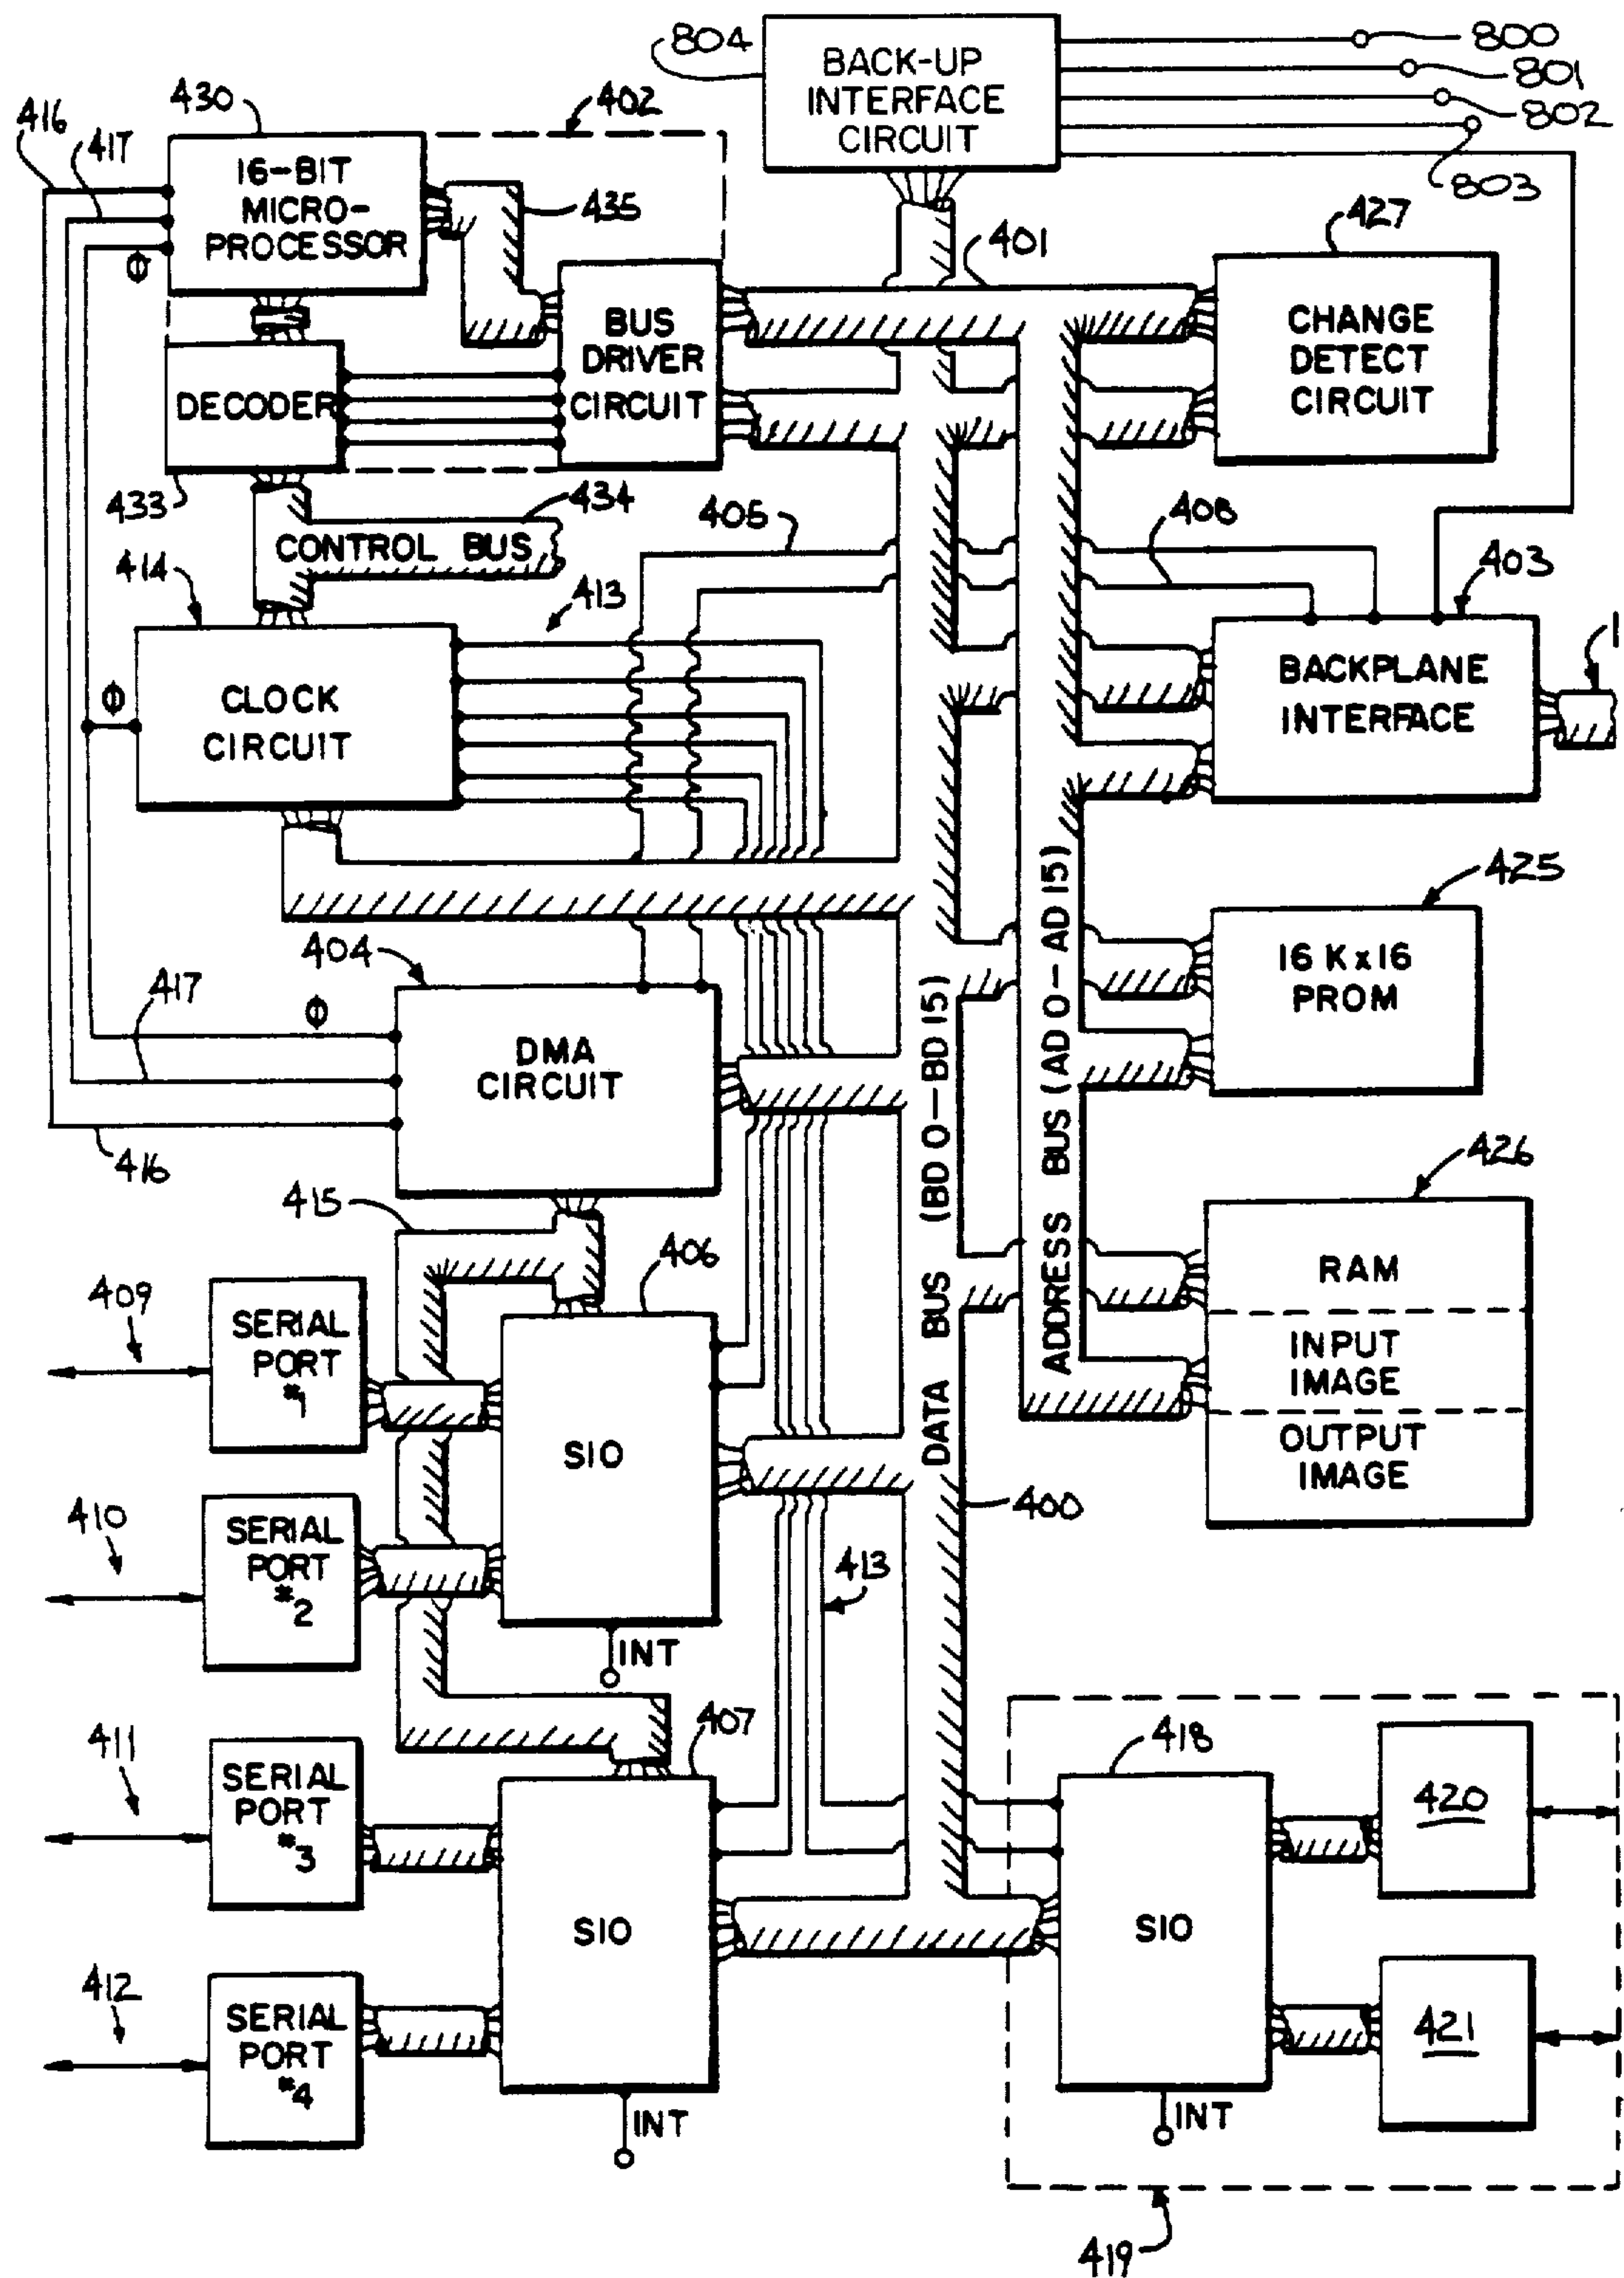 804
BACK-UP
INTERFACE
CIRCUIT
800
801
802
803
416
417
430
402
16-BIT
MICRO-
PROCESSOR
Φ
435
401
427
BUS
DRIVER
CIRCUIT
CHANGE
DETECT
CIRCUIT
DECODER
433
434
CONTROL BUS
405
408
414
413
403
1
CLOCK
CIRCUIT
Φ
BACKPLANE
INTERFACE
425
16 K x 16
PROM
404
417
Φ
DMA
CIRCUIT
416
DATA BUS (BD 0 - BD 15)
ADDRESS BUS (AD 0 - AD 15)
426
RAM
INPUT
IMAGE
OUTPUT
IMAGE
415
406
409
SERIAL
PORT
#1
SIO
410
SERIAL
PORT
#2
INT
400
413
411
SERIAL
PORT
#3
407
SIO
412
SERIAL
PORT
#4
INT
418
SIO
420
421
INT
419